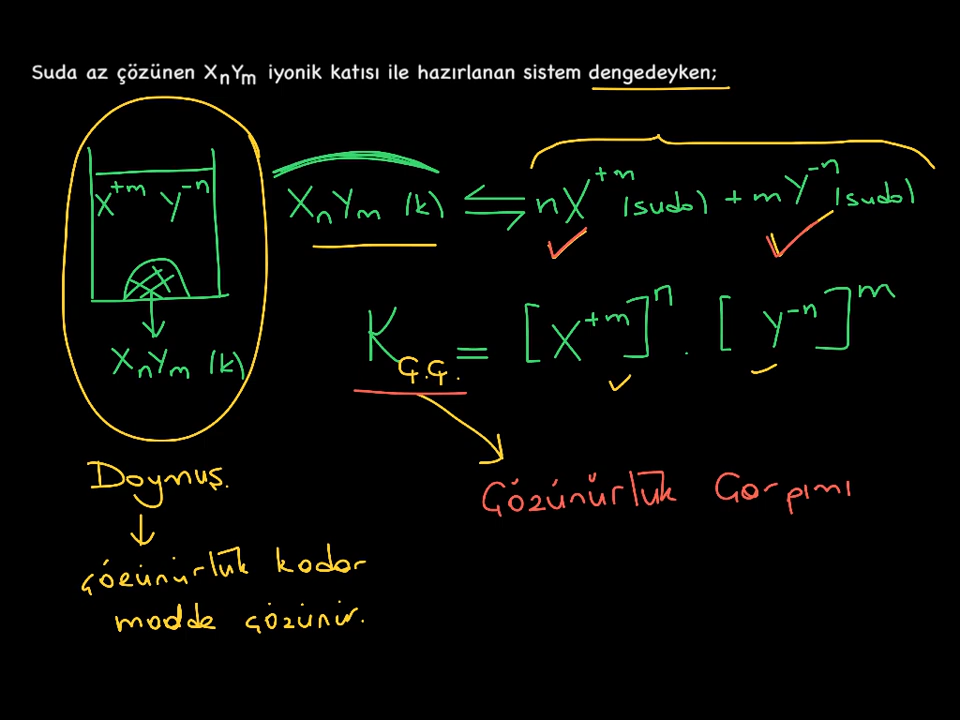 Suda az çözünen XnYm iyonik katısı ile hazırlanan sistem dengedeyken;
X⁺ᵐ Y⁻ⁿ
XnYm (k)
XnYm (k) ⇌ nX⁺ᵐ (suda) + mY⁻ⁿ (suda)
KÇ.Ç. = [X⁺ᵐ]ⁿ . [Y⁻ⁿ]ᵐ
Çözünürlük Çarpımı
Doymuş.
↓
çözünürlük kadar
madde çözünür.